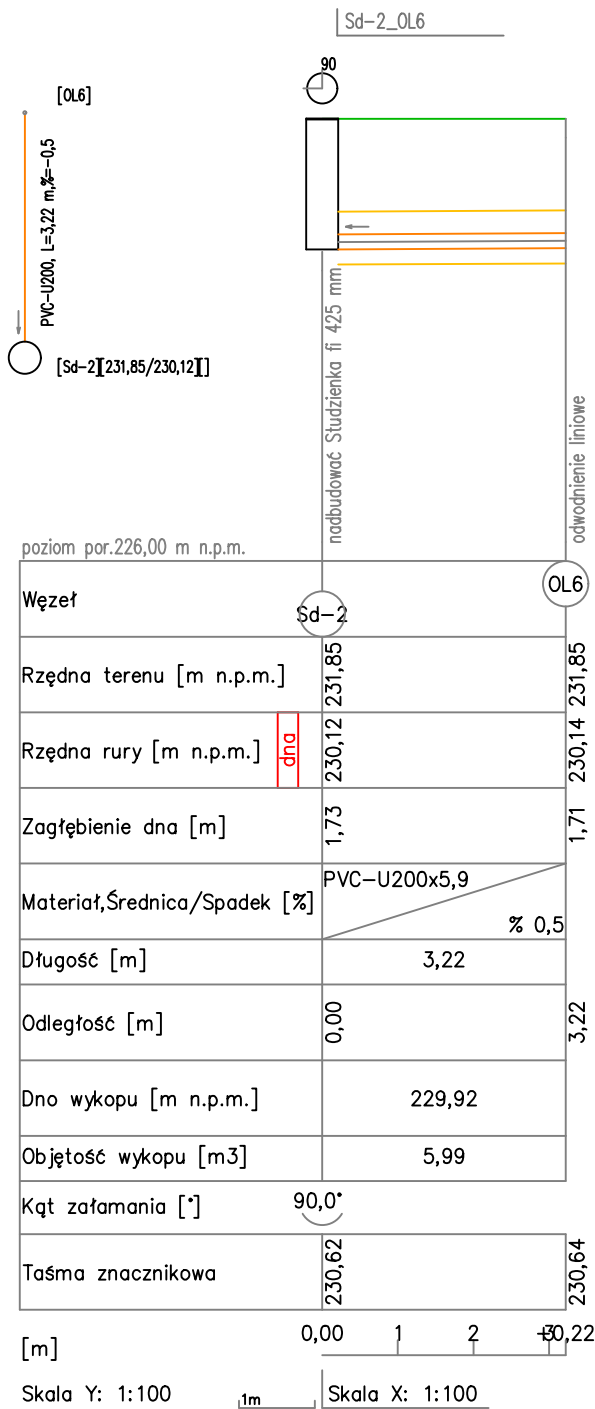 Sd-2_OL6
90
[OL6]
PVC-U200, L=3,22 m,%=-0,5
[Sd-2][231,85/230,12][]
nadbudować Studzienka fi 425 mm
odwodnienie liniowe
poziom por.226,00 m n.p.m.
Węzeł Sd-2 OL6
Rzędna terenu [m n.p.m.] 231,85 231,85
Rzędna rury [m n.p.m.] dna 230,12 230,14
Zagłębienie dna [m] 1,73 1,71
Materiał,Średnica/Spadek [%] PVC-U200x5,9 % 0,5
Długość [m] 3,22
Odległość [m] 0,00 3,22
Dno wykopu [m n.p.m.] 229,92
Objętość wykopu [m3] 5,99
Kąt załamania [°] 90,0°
Taśma znacznikowa 230,62 230,64
[m] 0,00 1 2
Skala Y: 1:100 1m Skala X: 1:100